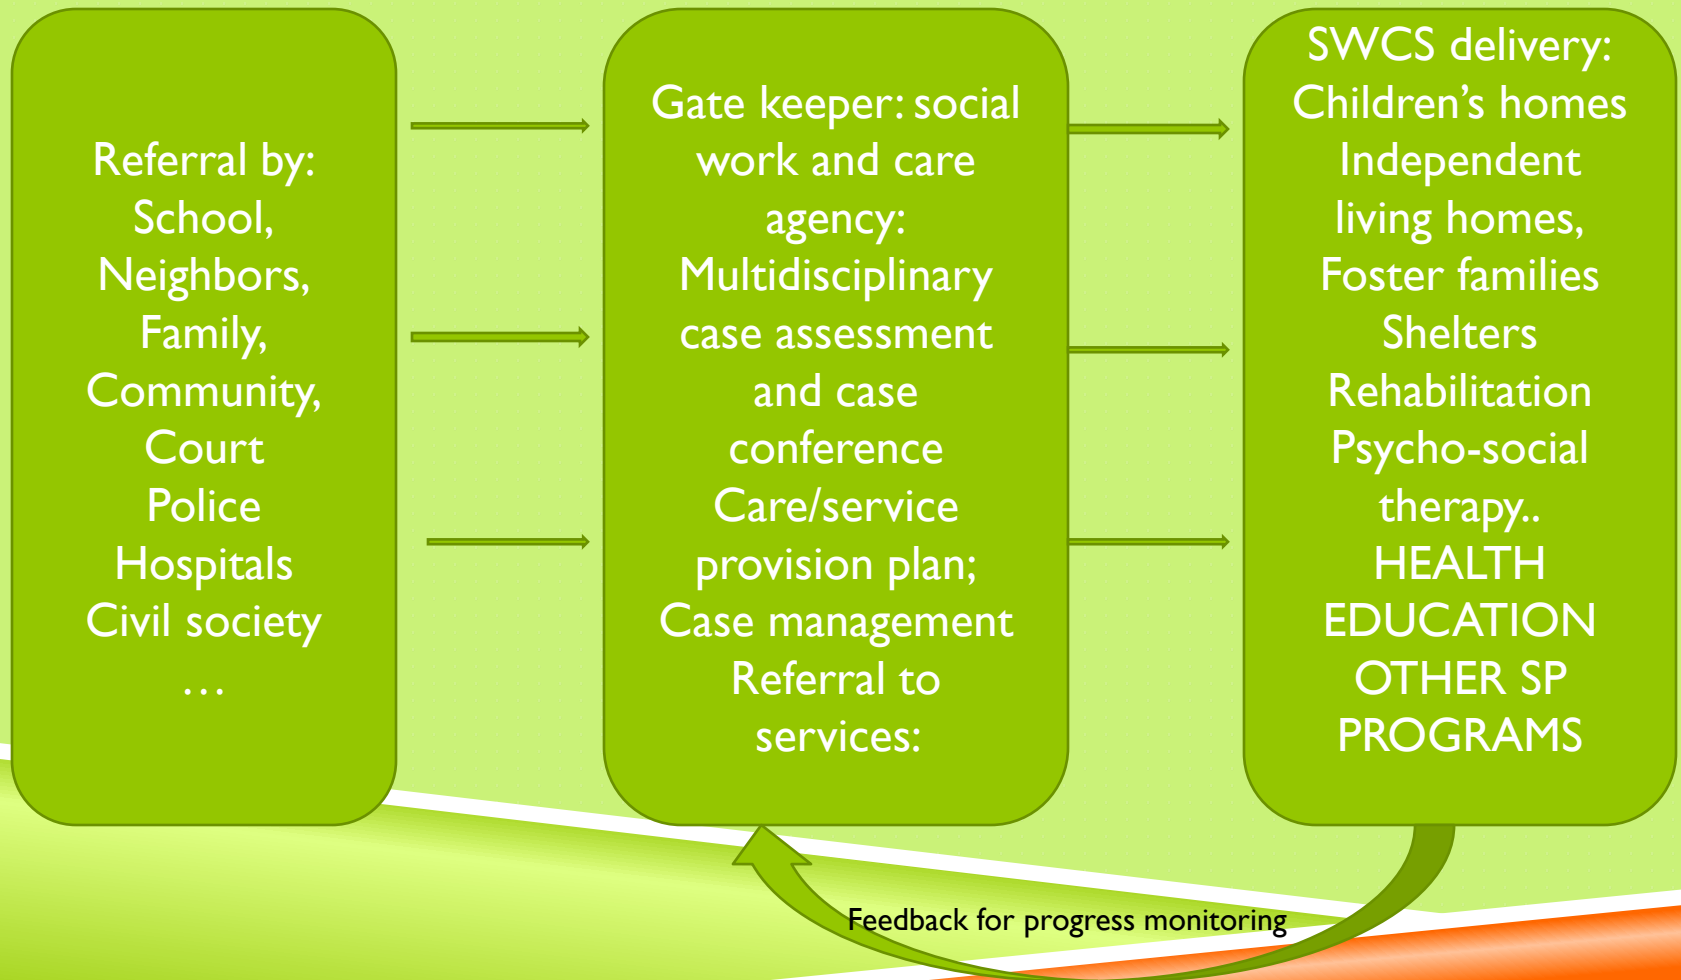 Referral by:
School,
Neighbors,
Family,
Community,
Court
Police
Hospitals
Civil society
…
Gate keeper: social
work and care
agency:
Multidisciplinary
case assessment
and case
conference
Care/service
provision plan;
Case management
Referral to
services:
SWCS delivery:
Children’s homes
Independent
living homes,
Foster families
Shelters
Rehabilitation
Psycho-social
therapy..
HEALTH
EDUCATION
OTHER SP
PROGRAMS
Feedback for progress monitoring